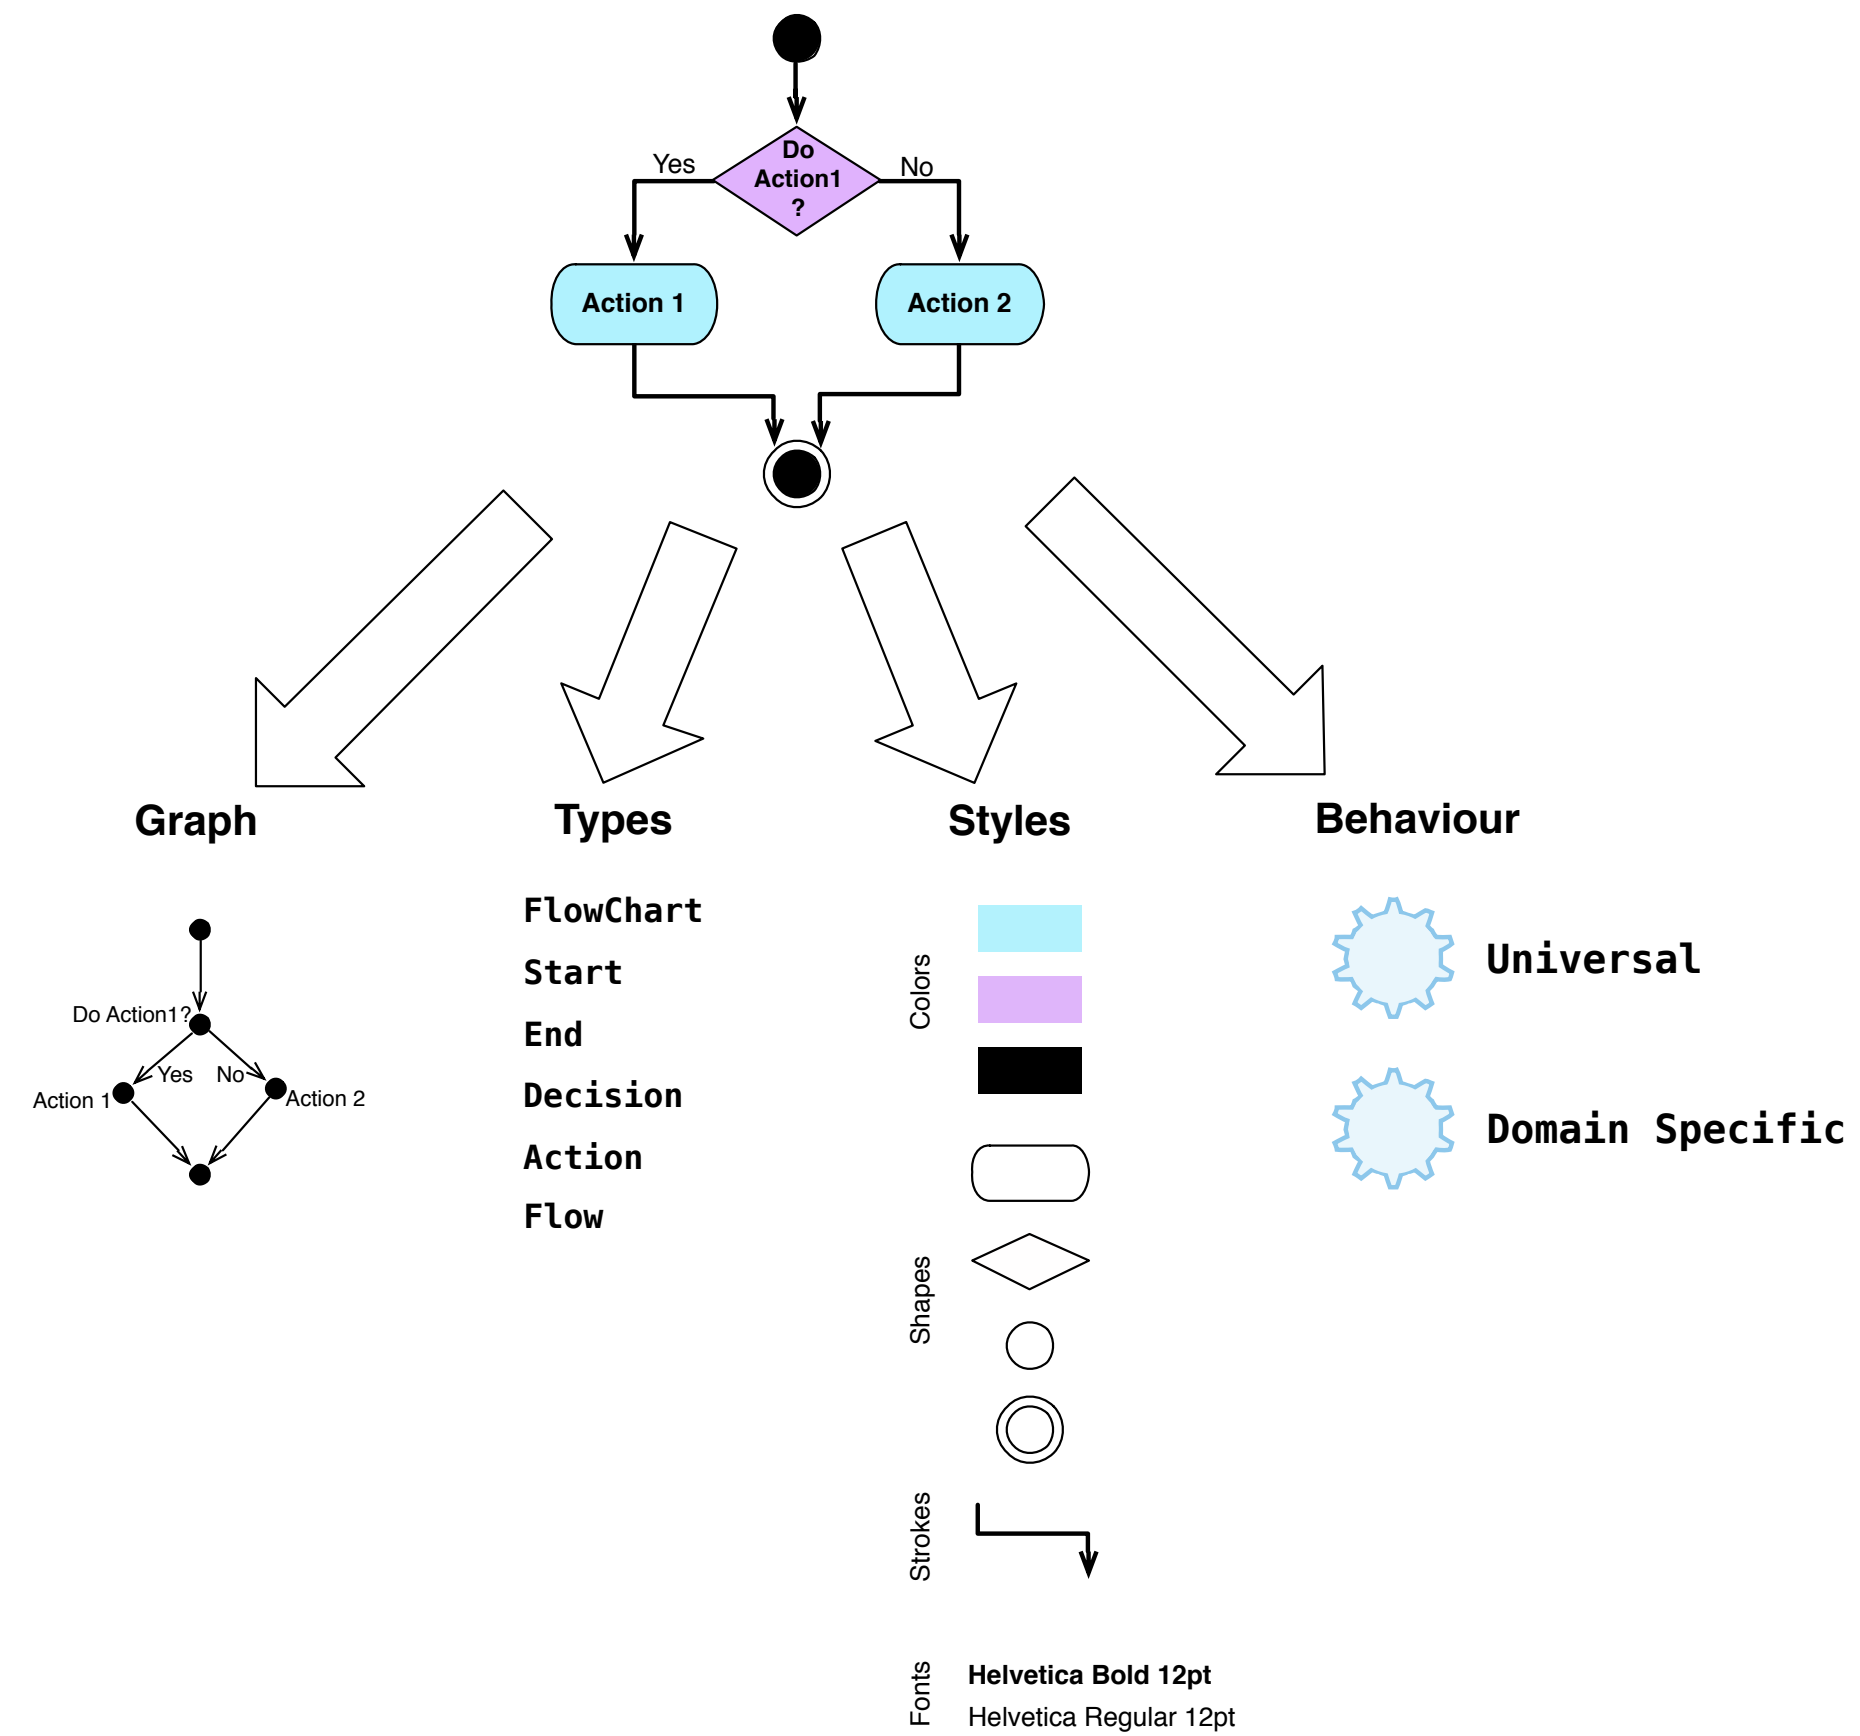 Yes
No
Do
Action1
?
Action 1
Action 2
Graph
Types
Styles
Behaviour
Do Action1?
Yes
No
Action 1
Action 2
FlowChart
Start
End
Decision
Action
Flow
Colors
Shapes
Strokes
Fonts
Helvetica Bold 12pt
Helvetica Regular 12pt
Universal
Domain Specific